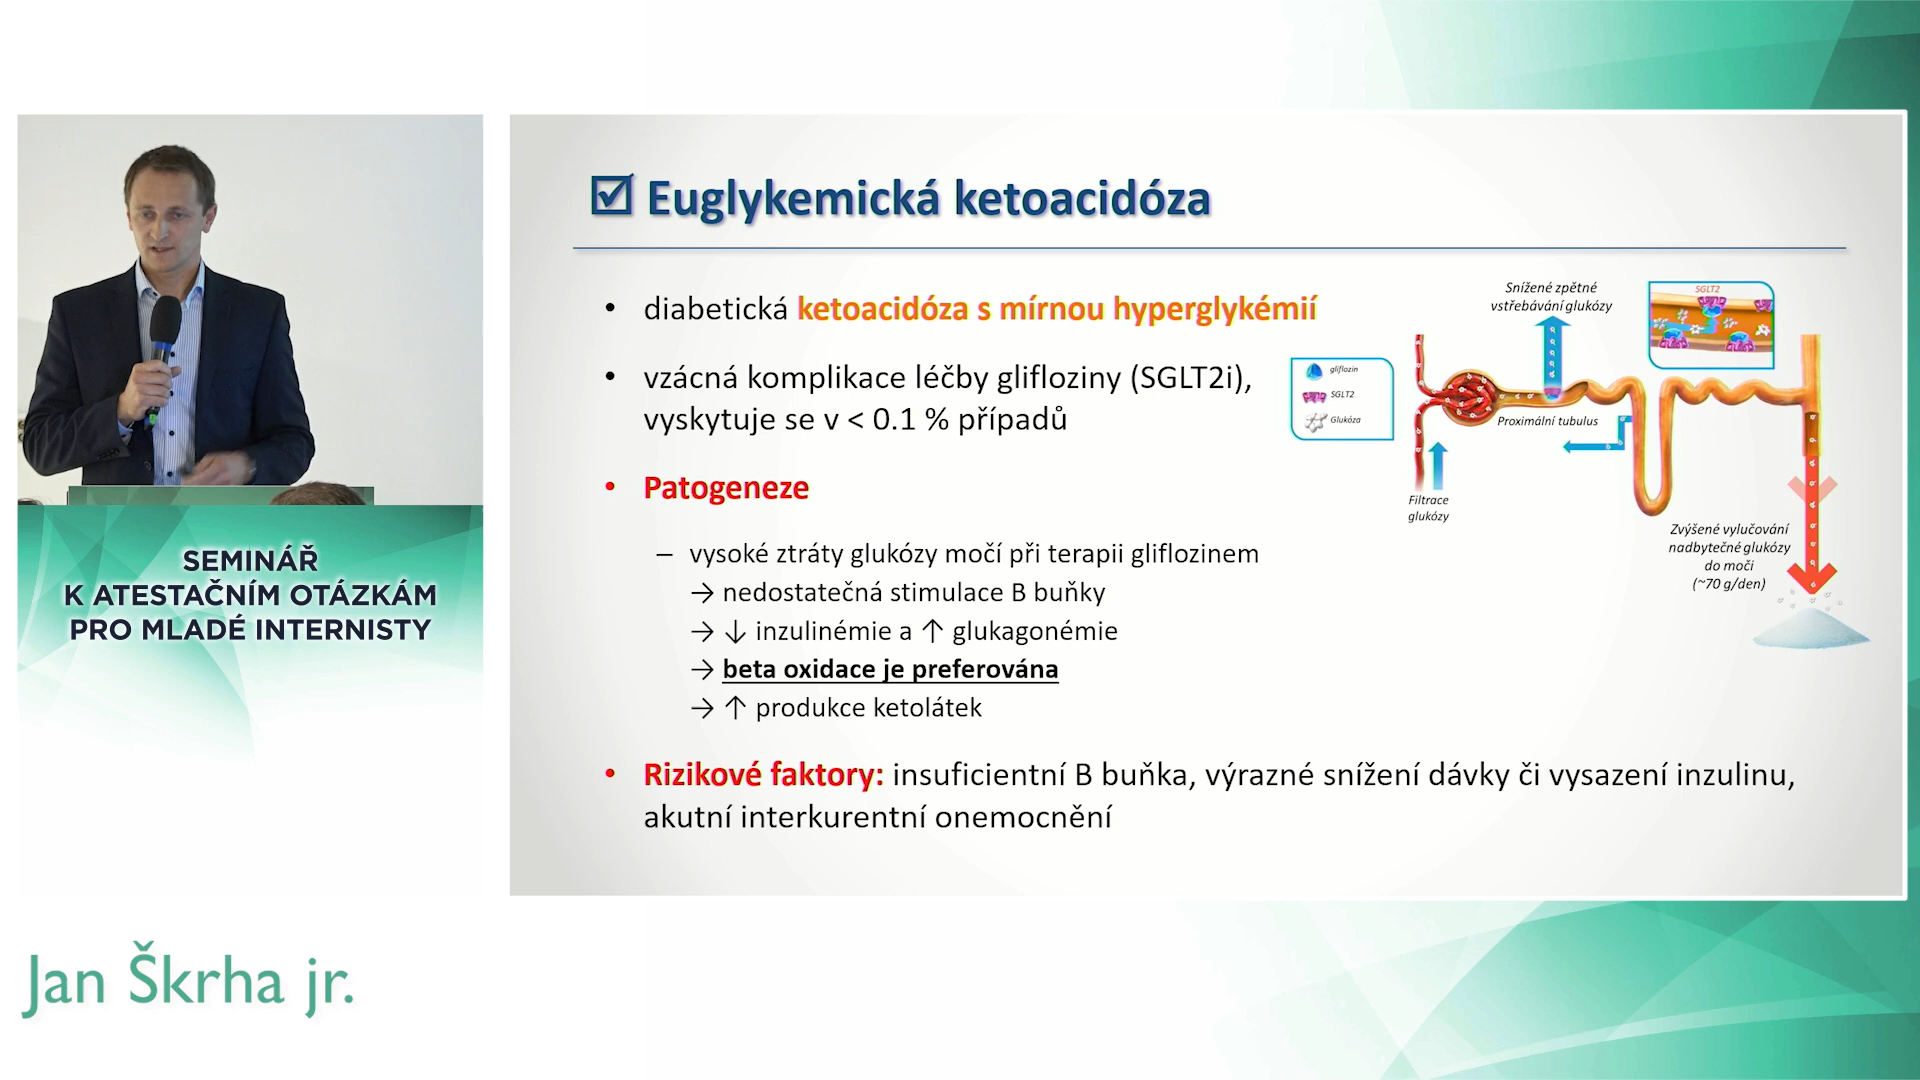 SEMINÁŘ
K ATESTAČNÍM OTÁZKÁM
PRO MLADÉ INTERNISTY
Jan Škrha jr.
Euglykemická ketoacidóza
• diabetická ketoacidóza s mírnou hyperglykémií
• vzácná komplikace léčby glifloziny (SGLT2i),
vyskytuje se v < 0.1 % případů
• Patogeneze
– vysoké ztráty glukózy močí při terapii gliflozinem
→ nedostatečná stimulace B buňky
→ ↓ inzulinémie a ↑ glukagonémie
→ beta oxidace je preferována
→ ↑ produkce ketolátek
• Rizikové faktory: insuficientní B buňka, výrazné snížení dávky či vysazení inzulinu,
akutní interkurentní onemocnění
Snížené zpětné
vstřebávání glukózy
SGLT2
gliflozin
SGLT2
Glukóza
Proximální tubulus
Filtrace
glukózy
Zvýšené vylučování
nadbytečné glukózy
do moči
(~70 g/den)